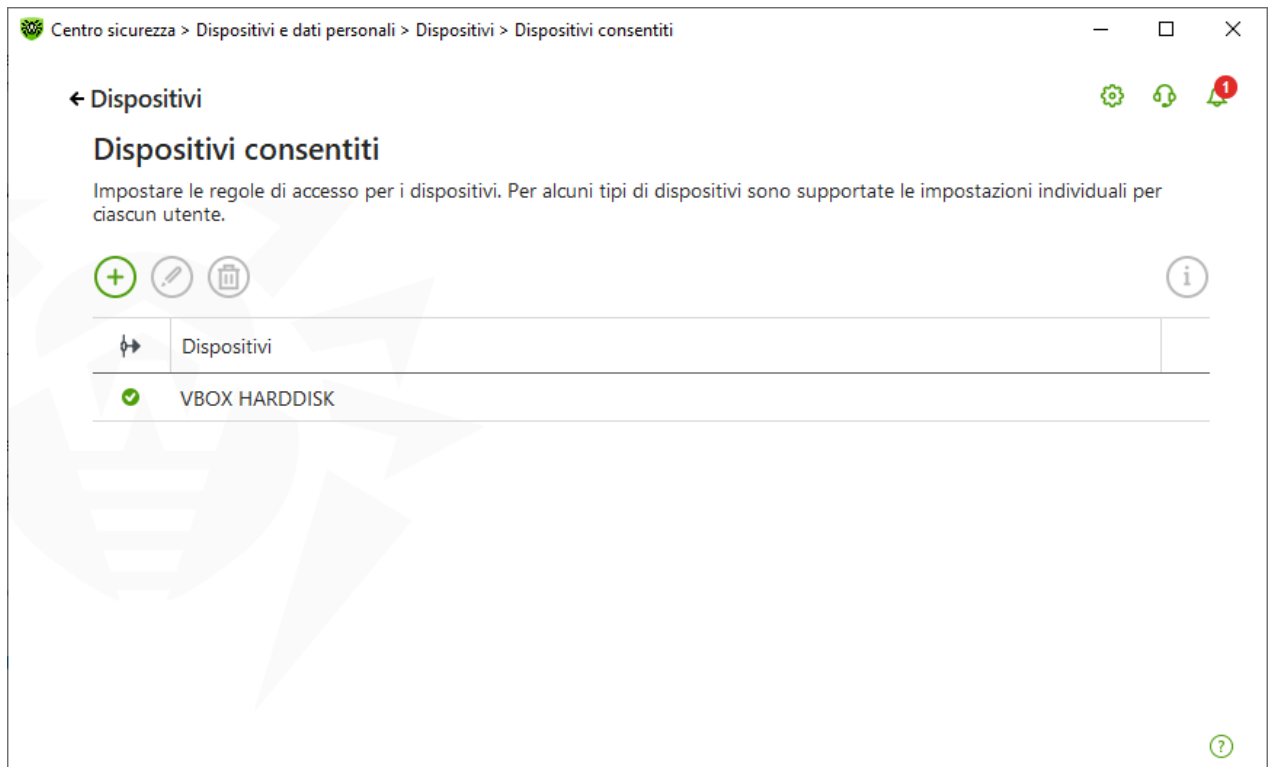 Centro sicurezza > Dispositivi e dati personali > Dispositivi > Dispositivi consentiti
Dispositivi
1
Dispositivi consentiti
Impostare le regole di accesso per i dispositivi. Per alcuni tipi di dispositivi sono supportate le impostazioni individuali per
ciascun utente.
Dispositivi
VBOX HARDDISK